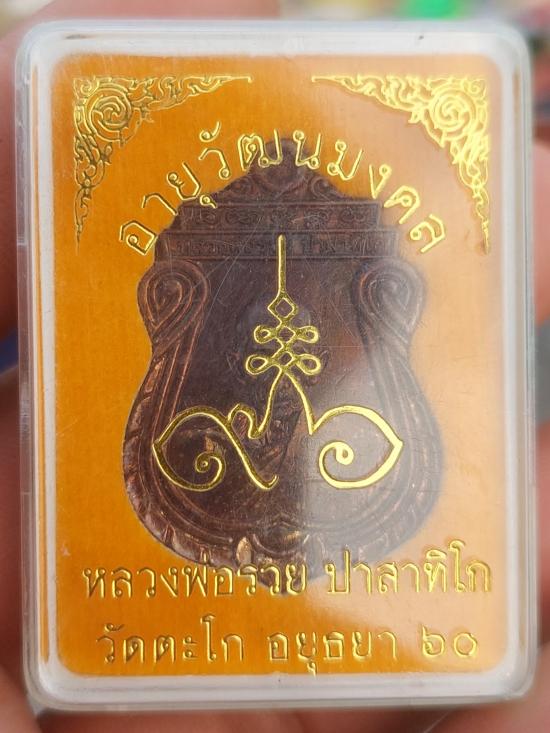 อายุวัฒนมงคล
หลวงพ่อรวย ปาสาทิโก
วัดตะโก อยุธยา ๖๐